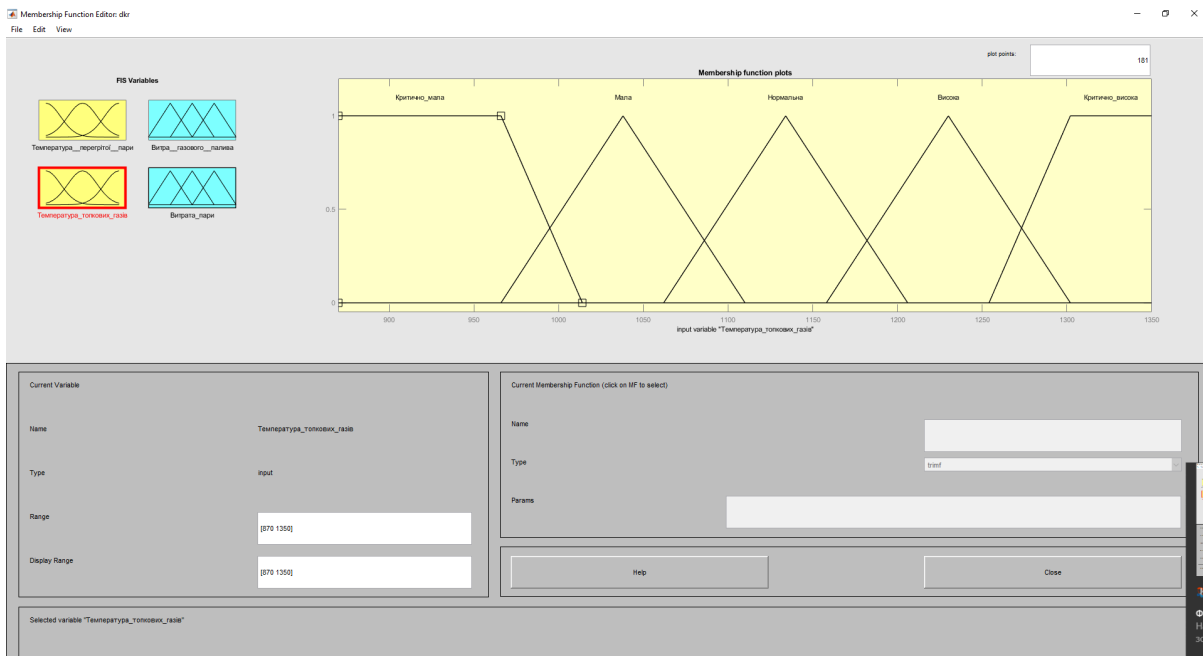 Membership Function Editor: dkr
File Edit View
plot points:
181
FIS Variables
Membership function plots
Температура__перегрітої__пари
Витра__газового__палива
Температура_топкових_газів
Витрата_пари
Критично_мала
Мала
Нормальна
Висока
Критично_висока
1
0.5
0
900 950 1000 1050 1100 1150 1200 1250 1300 1350
input variable "Температура_топкових_газів"
Current Variable
Name Температура_топкових_газів
Type input
Range [870 1350]
Display Range [870 1350]
Current Membership Function (click on MF to select)
Name
Type trimf
Params
Help Close
Selected variable "Температура_топкових_газів"